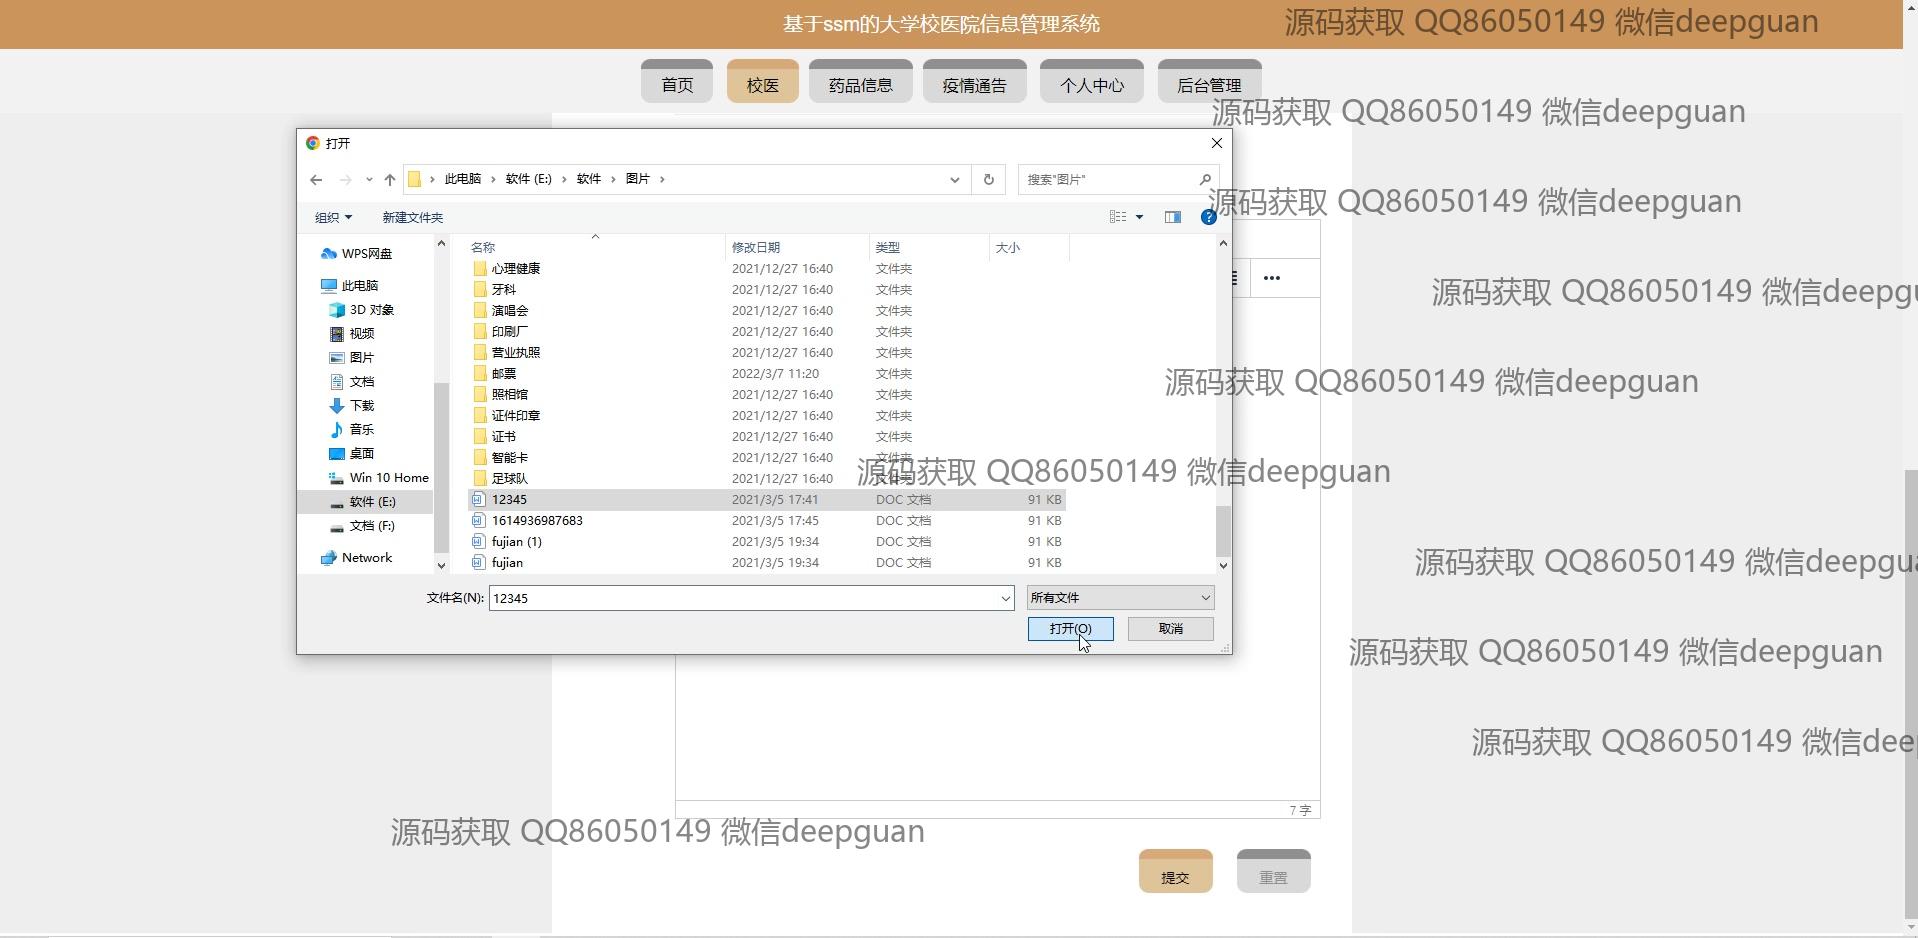 基于ssm的大学校医院信息管理系统
源码获取 QQ86050149 微信deepguan
首页
校医
药品信息
疫情通告
个人中心
后台管理
源码获取 QQ86050149 微信deepguan
打开
此电脑 › 软件 (E:) › 软件 › 图片 ›
搜索"图片"
源码获取 QQ86050149 微信deepguan
组织
新建文件夹
WPS网盘
此电脑
3D 对象
视频
图片
文档
下载
音乐
桌面
Win 10 Home
软件 (E:)
文档 (F:)
Network
名称 修改日期 类型 大小
心理健康 2021/12/27 16:40 文件夹
牙科 2021/12/27 16:40 文件夹
演唱会 2021/12/27 16:40 文件夹
印刷厂 2021/12/27 16:40 文件夹
营业执照 2021/12/27 16:40 文件夹
邮票 2022/3/7 11:20 文件夹
照相馆 2021/12/27 16:40 文件夹
证件印章 2021/12/27 16:40 文件夹
证书 2021/12/27 16:40 文件夹
智能卡 2021/12/27 16:40 文件夹
足球队 2021/12/27 16:40 文件夹
12345 2021/3/5 17:41 DOC 文档 91 KB
1614936987683 2021/3/5 17:45 DOC 文档 91 KB
fujian (1) 2021/3/5 19:34 DOC 文档 91 KB
fujian 2021/3/5 19:34 DOC 文档 91 KB
源码获取 QQ86050149 微信deepgu
源码获取 QQ86050149 微信deepguan
源码获取 QQ86050149 微信deepguan
源码获取 QQ86050149 微信deepgua
文件名(N): 12345
所有文件
打开(O)
取消
源码获取 QQ86050149 微信deepguan
源码获取 QQ86050149 微信dee
7 字
源码获取 QQ86050149 微信deepguan
提交
重置